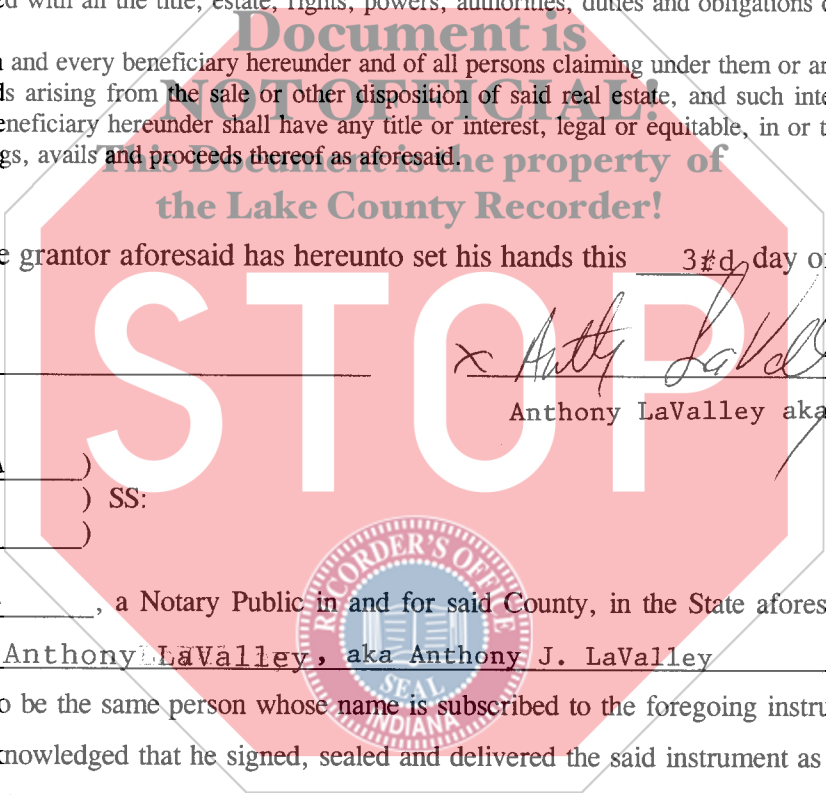 ed with all the title, estate, rights, powers, authorities, duties and obligations
Document is
and every beneficiary hereunder and of all persons claiming under them or
NOT OFFICIAL!
ds arising from the sale or other disposition of said real estate, and such
eneficiary hereunder shall have any title or interest, legal or equitable, in or
gs, avails and proceeds thereof as aforesaid.
This Document is the property of
the Lake County Recorder!
e grantor aforesaid has hereunto set his hands this 3#d day
STOP
x
Anthony LaValley aka
)
) SS:
)
, a Notary Public in and for said County, in the State afores
Anthony LaValley, aka Anthony J. LaValley
o be the same person whose name is subscribed to the foregoing instru
knowledged that he signed, sealed and delivered the said instrument as
RECORDER'S OFFICE
SEAL
INDIANA